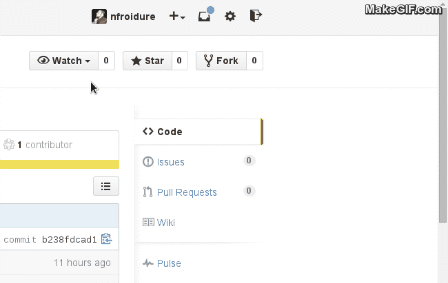 MakeGIF.com
nfroidure
Watch 0 Star 0 Fork 0
Code
1 contributor
Issues 0
Pull Requests 0
Wiki
commit b238fdcad1
11 hours ago
Pulse